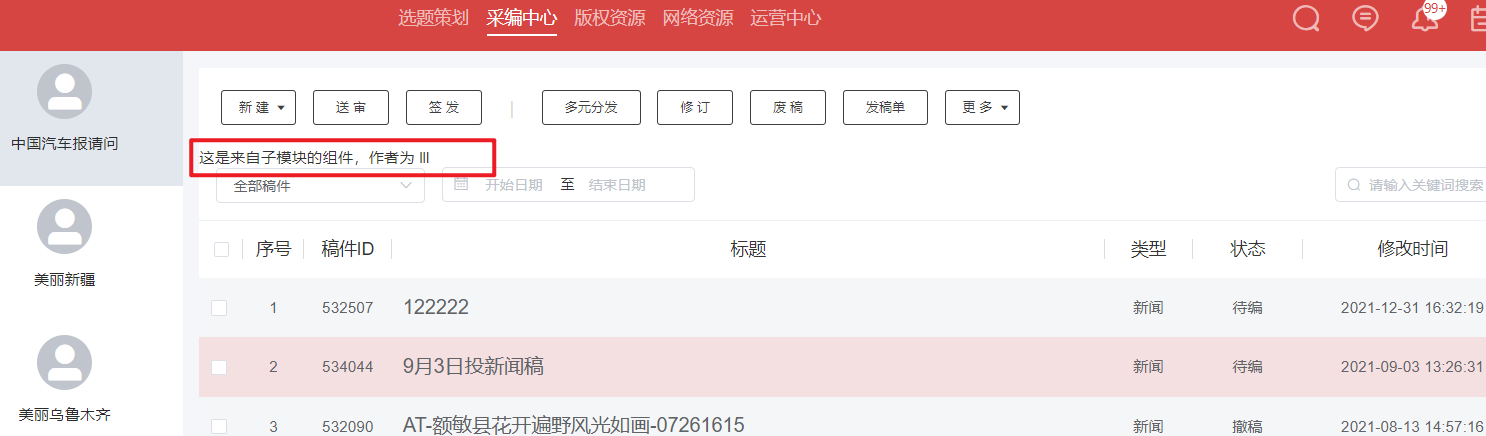 选题策划 采编中心 版权资源 网络资源 运营中心 99+
新 建 送 审 签 发 | 多元分发 修 订 废 稿 发稿单 更 多
中国汽车报请问
这是来自子模块的组件，作者为 lll
全部稿件 开始日期 至 结束日期 请输入关键词搜索
序号 稿件ID 标题 类型 状态 修改时间
美丽新疆
1 532507 122222 新闻 待编 2021-12-31 16:32:19
2 534044 9月3日投新闻稿 新闻 待编 2021-09-03 13:26:31
美丽乌鲁木齐
3 532090 AT-额敏县花开遍野风光如画-07261615 新闻 撤稿 2021-08-13 14:57:16